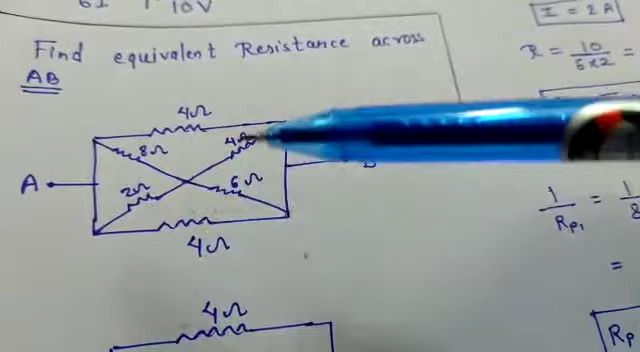 10V
I = 2A
Find equivalent Resistance across
AB
R = 10 / 5×2 =
4Ω
8Ω
4Ω
A
2Ω
6Ω
4Ω
1/Rp1 = 1/8
=
4Ω
Rp